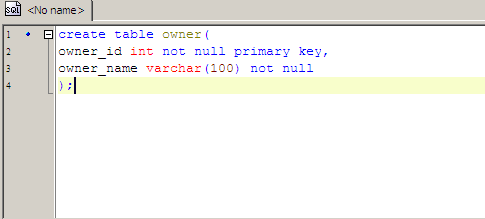 SQL <No name>
1 create table owner(
2 owner_id int not null primary key,
3 owner_name varchar(100) not null
4 );